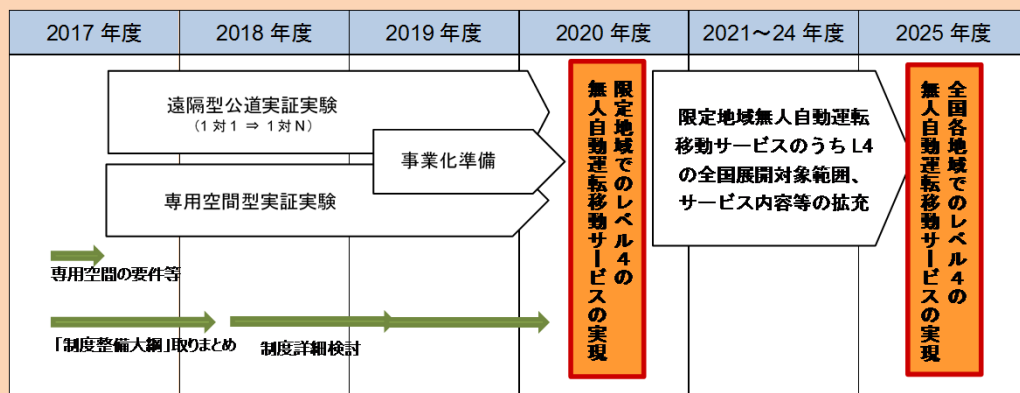 2017 年度
2018 年度
2019 年度
2020 年度
2021～24 年度
2025 年度
遠隔型公道実証実験
（1 対 1 ⇒ 1 対 N）
事業化準備
専用空間型実証実験
専用空間の要件等
「制度整備大綱」取りまとめ
制度詳細検討
限定地域でのレベル４の
無人自動運転移動サービスの実現
限定地域無人自動運転
移動サービスのうち L4
の全国展開対象範囲、
サービス内容等の拡充
全国各地域でのレベル４の
無人自動運転移動サービスの実現